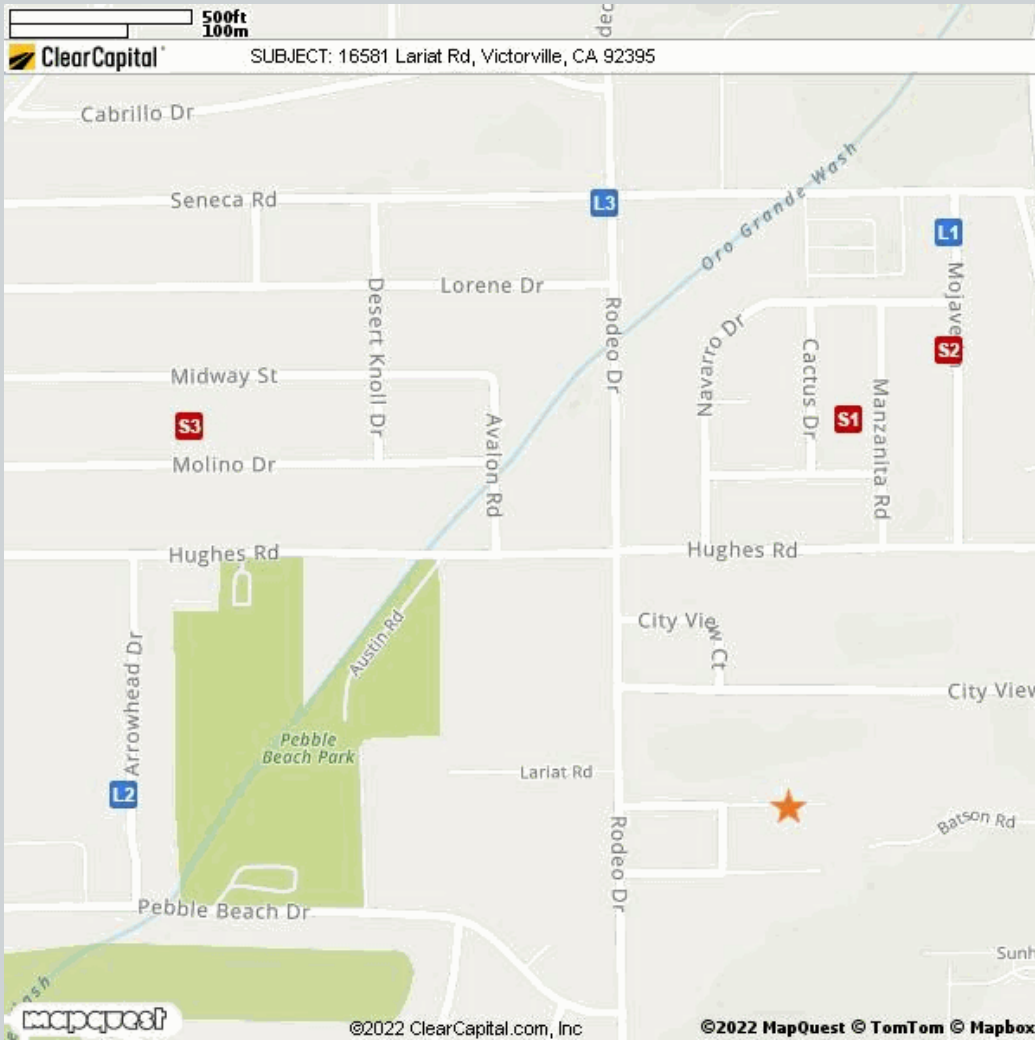 500ft
100m
ClearCapital
SUBJECT: 16581 Lariat Rd, Victorville, CA 92395
Cabrillo Dr
Seneca Rd
L3
Oro Grande Wash
L1
Lorene Dr
Desert Knoll Dr
Rodeo Dr
Navarro Dr
Cactus Dr
S2
Midway St
S3
Avalon Rd
S1
Manzanita Rd
Molino Dr
Hughes Rd
Hughes Rd
City View Ct
Austin Rd
Arrowhead Dr
City View
Pebble
Beach Park
Lariat Rd
L2
Rodeo Dr
Batson Rd
Pebble Beach Dr
mapquest
©2022 ClearCapital.com, Inc
©2022 MapQuest © TomTom © Mapbox